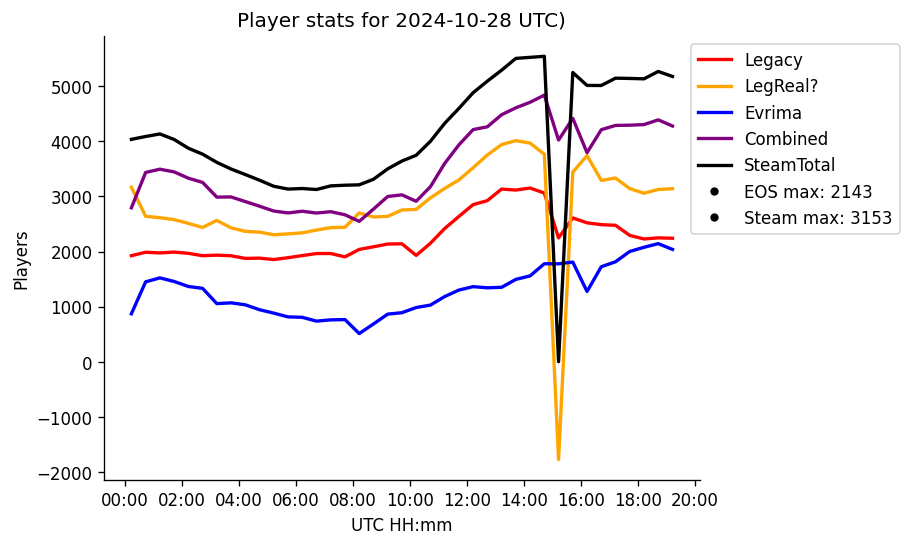 Player stats for 2024-10-28 UTC)
Legacy
LegReal?
Evrima
Combined
SteamTotal
EOS max: 2143
Steam max: 3153
Players
5000
4000
3000
2000
1000
0
−1000
−2000
00:00 02:00 04:00 06:00 08:00 10:00 12:00 14:00 16:00 18:00 20:00
UTC HH:mm